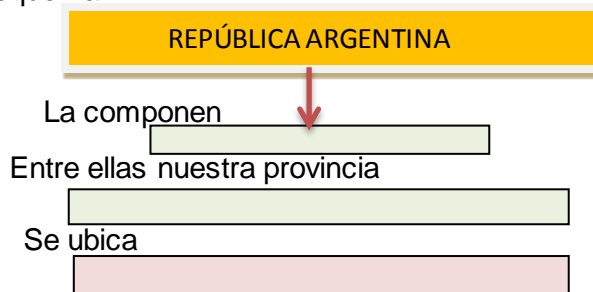 REPÚBLICA ARGENTINA
La componen
Entre ellas nuestra provincia
Se ubica